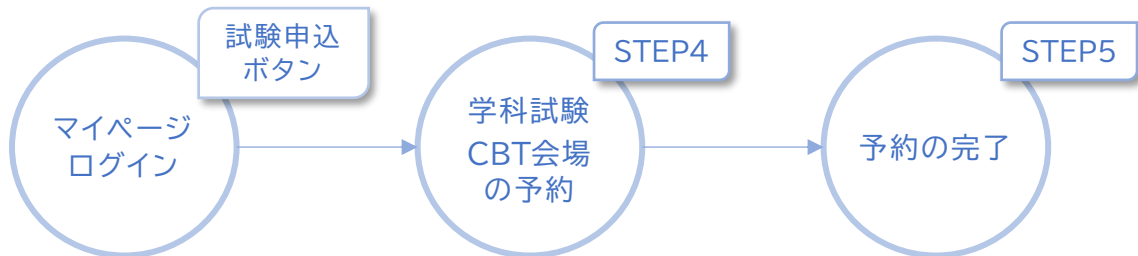 試験申込
ボタン
マイページ
ログイン
STEP4
学科試験
CBT会場
の予約
STEP5
予約の完了